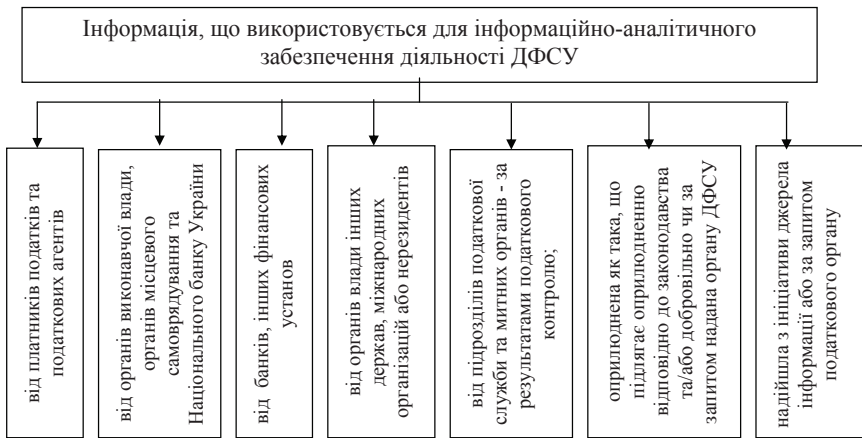 Інформація, що використовується для інформаційно-аналітичного
забезпечення діяльності ДФСУ
від платників податків та
податкових агентів
від органів виконавчої влади,
органів місцевого
самоврядування та
Національного банку України
від банків, інших фінансових
установ
від органів влади інших
держав, міжнародних
організацій або нерезидентів
від підрозділів податкової
служби та митних органів - за
результатами податкового
контролю;
оприлюднена як така, що
підлягає оприлюдненню
відповідно до законодавства
та/або добровільно чи за
запитом надана органу ДФСУ
надійшла з ініціативи джерела
інформації або за запитом
податкового органу